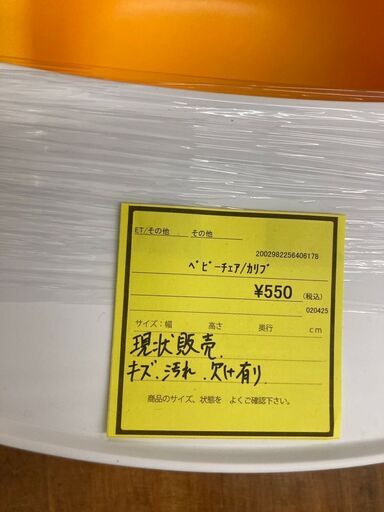 ET/その他 . その他
2002982256406178
ﾍﾞﾋﾞｰﾁｪｱ/ｶﾘﾌﾞ
¥550 (税込)
020425
サイズ:幅 高さ 奥行 cm
現状販売.
キズ.汚れ.欠け有り.
商品のサイズ、状態を よくご確認下さい。